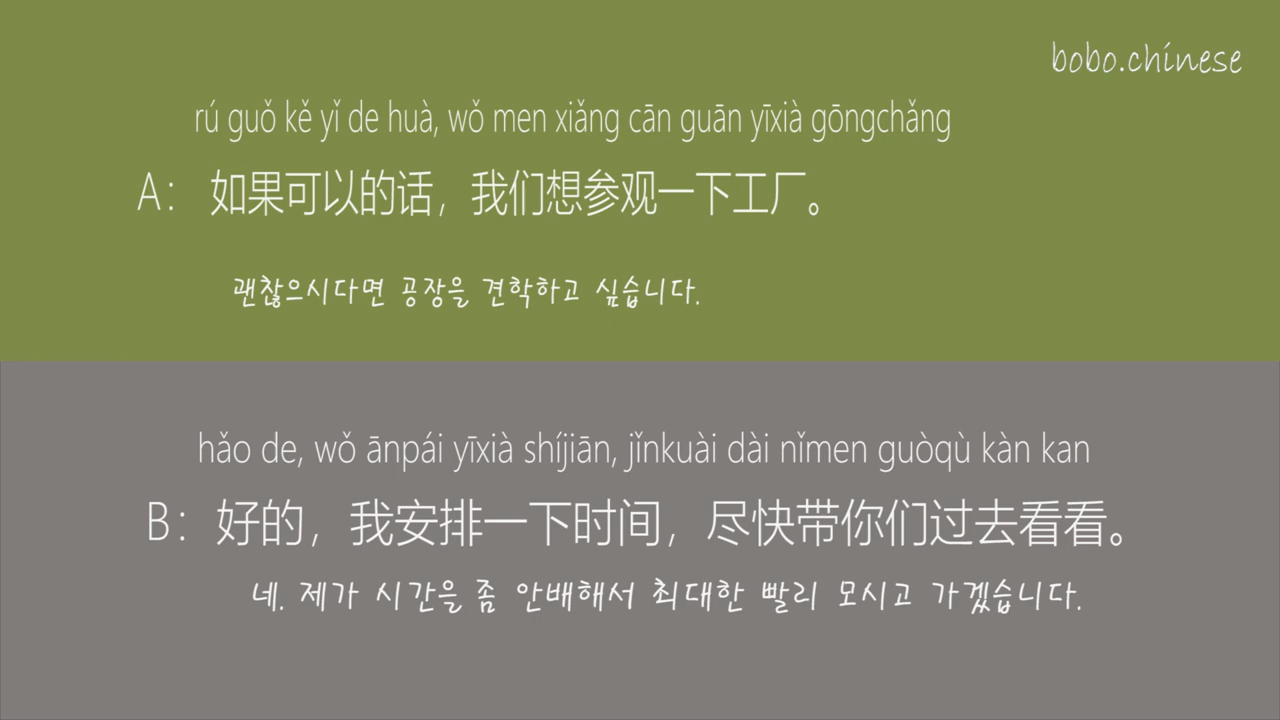 bobo.chinese
rú guǒ kě yǐ de huà, wǒ men xiǎng cān guān yīxià gōngchǎng
A: 如果可以的话，我们想参观一下工厂。
괜찮으시다면 공장을 견학하고 싶습니다.
hǎo de, wǒ ānpái yīxià shíjiān, jǐnkuài dài nǐmen guòqù kàn kan
B: 好的，我安排一下时间，尽快带你们过去看看。
네. 제가 시간을 좀 안배해서 최대한 빨리 모시고 가겠습니다.